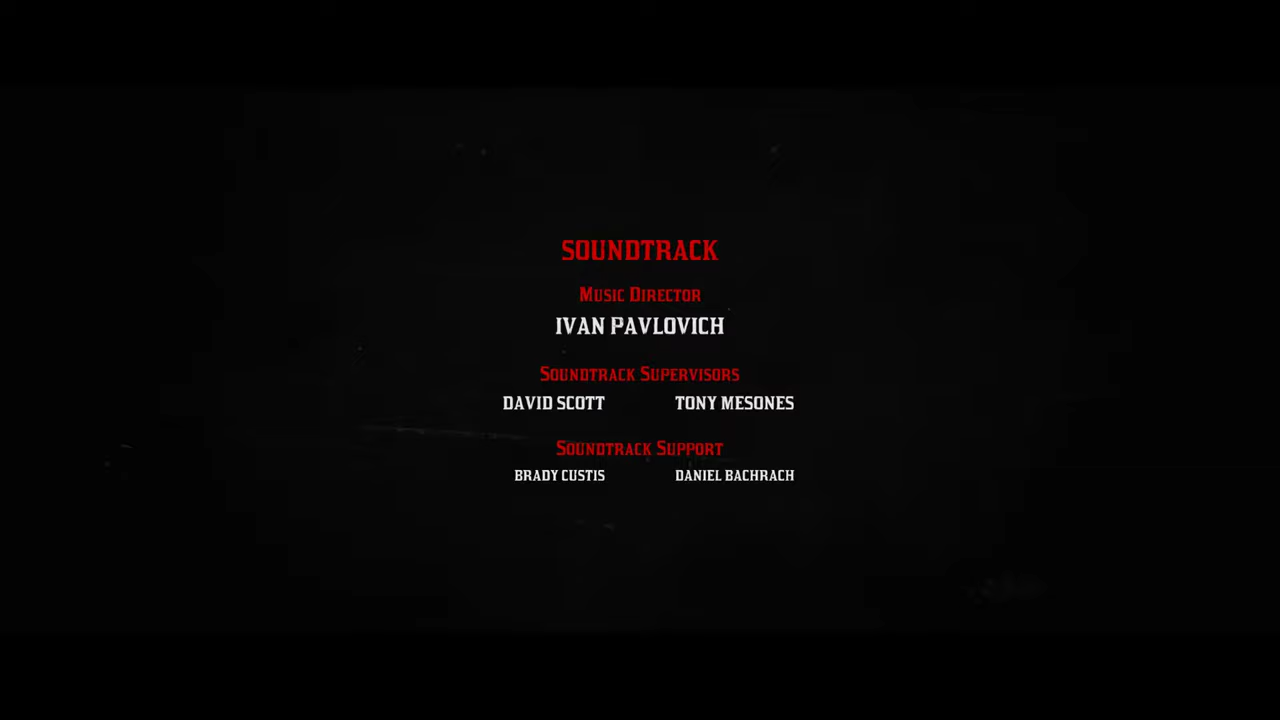 SOUNDTRACK
Music Director
IVAN PAVLOVICH
Soundtrack Supervisors
DAVID SCOTT TONY MESONES
Soundtrack Support
BRADY CUSTIS DANIEL BACHRACH